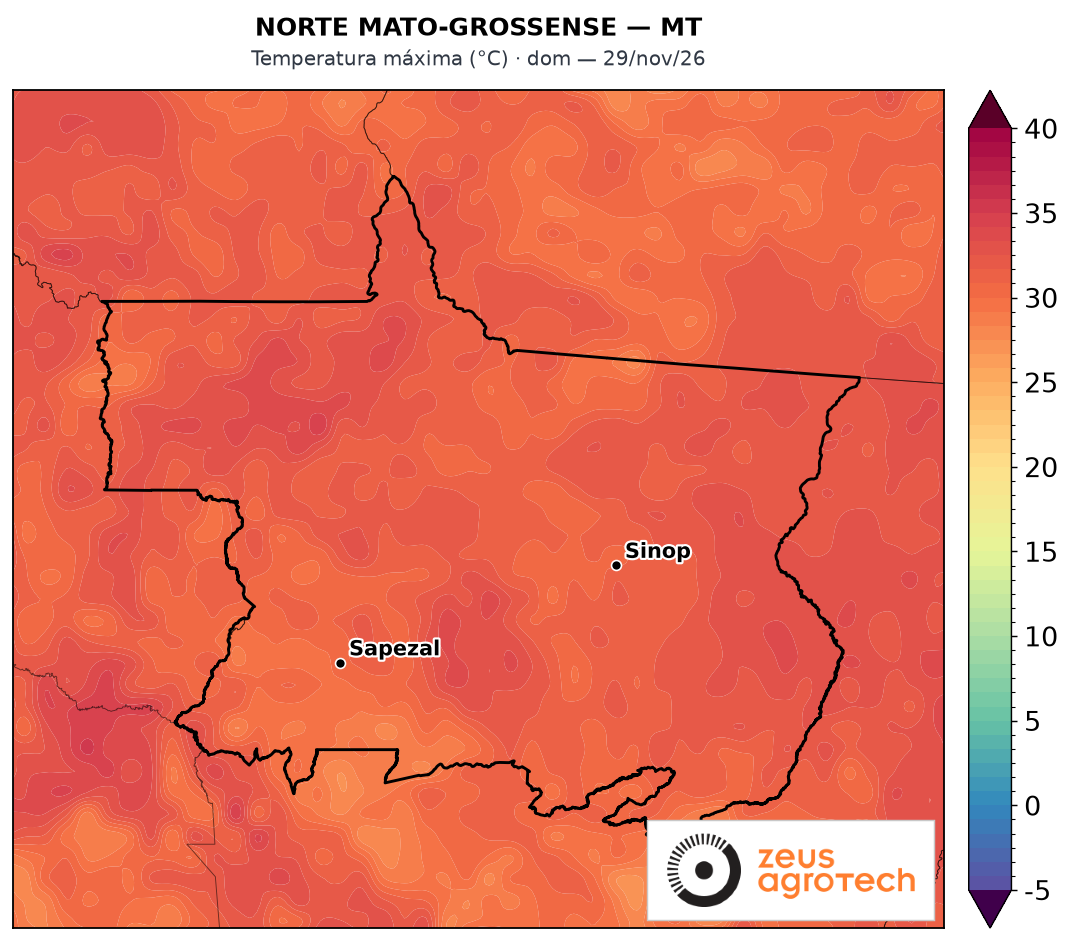 NORTE MATO-GROSSENSE — MT
Temperatura máxima (°C) · dom — 29/nov/26
40
35
30
25
20
15
10
5
0
-5
Sinop
Sapezal
zeus
agrotech